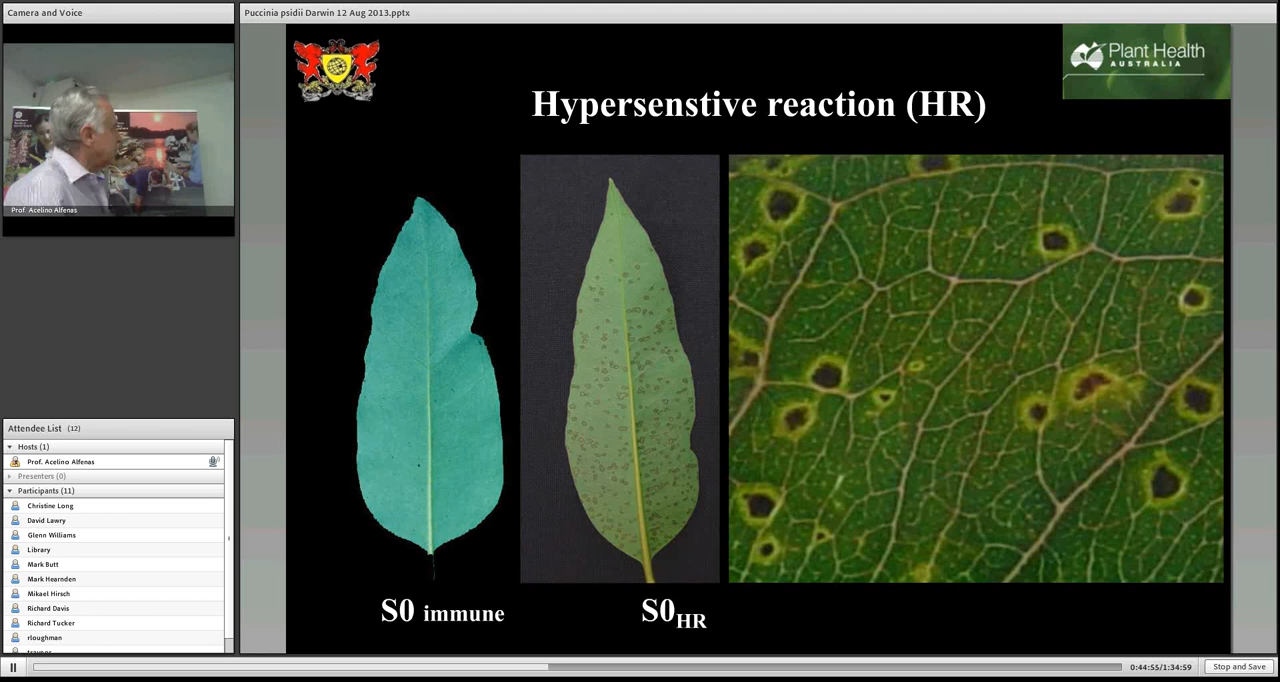 Camera and Voice
Prof. Acelino Alfenas
Attendee List (12)
Hosts (1)
Prof. Acelino Alfenas
Presenters (0)
Participants (11)
Christine Long
David Lawry
Glenn Williams
Library
Mark Butt
Mark Hearnden
Mikael Hirsch
Richard Davis
Richard Tucker
rloughman
Puccinia psidii Darwin 12 Aug 2013.pptx
Plant Health
AUSTRALIA
Hypersenstive reaction (HR)
S0 immune
S0HR
0:44:55/1:34:59
Stop and Save